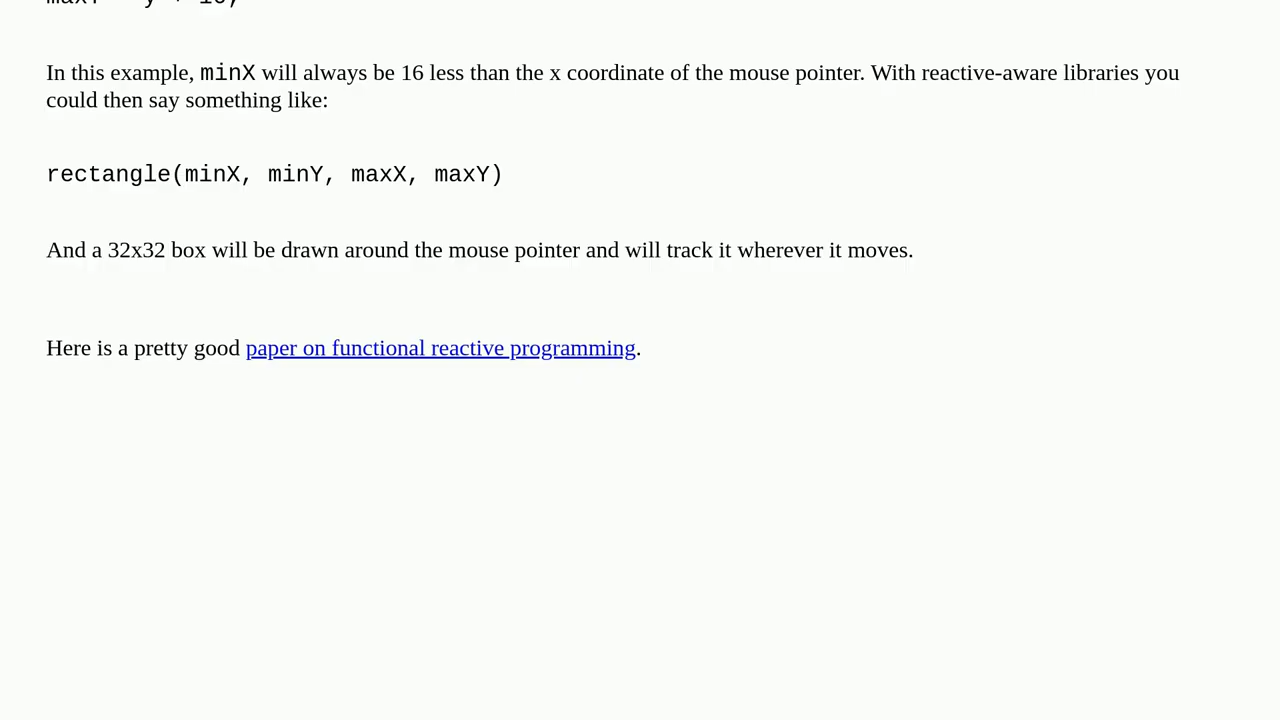 In this example, minX will always be 16 less than the x coordinate of the mouse pointer. With reactive-aware libraries you
could then say something like:
rectangle(minX, minY, maxX, maxY)
And a 32x32 box will be drawn around the mouse pointer and will track it wherever it moves.
Here is a pretty good paper on functional reactive programming.